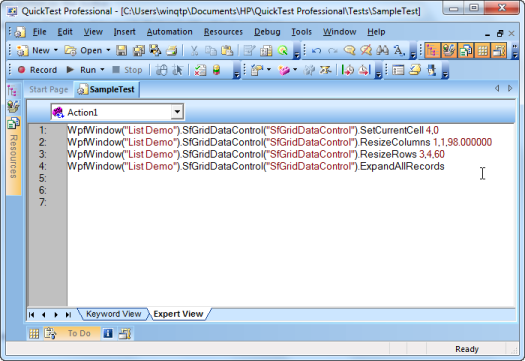 QuickTest Professional - [C:\Users\winqtp\Documents\HP\QuickTest Professional\Tests\SampleTest]
File Edit View Insert Automation Resources Debug Tools Window Help
New Open
Record Run Stop
Start Page SampleTest
Resources
Action1
1: WpfWindow("List Demo").SfGridDataControl("SfGridDataControl").SetCurrentCell 4,0
2: WpfWindow("List Demo").SfGridDataControl("SfGridDataControl").ResizeColumns 1,1,98.000000
3: WpfWindow("List Demo").SfGridDataControl("SfGridDataControl").ResizeRows 3,4,60
4: WpfWindow("List Demo").SfGridDataControl("SfGridDataControl").ExpandAllRecords
5:
6:
7:
Keyword View Expert View
To Do
Ready